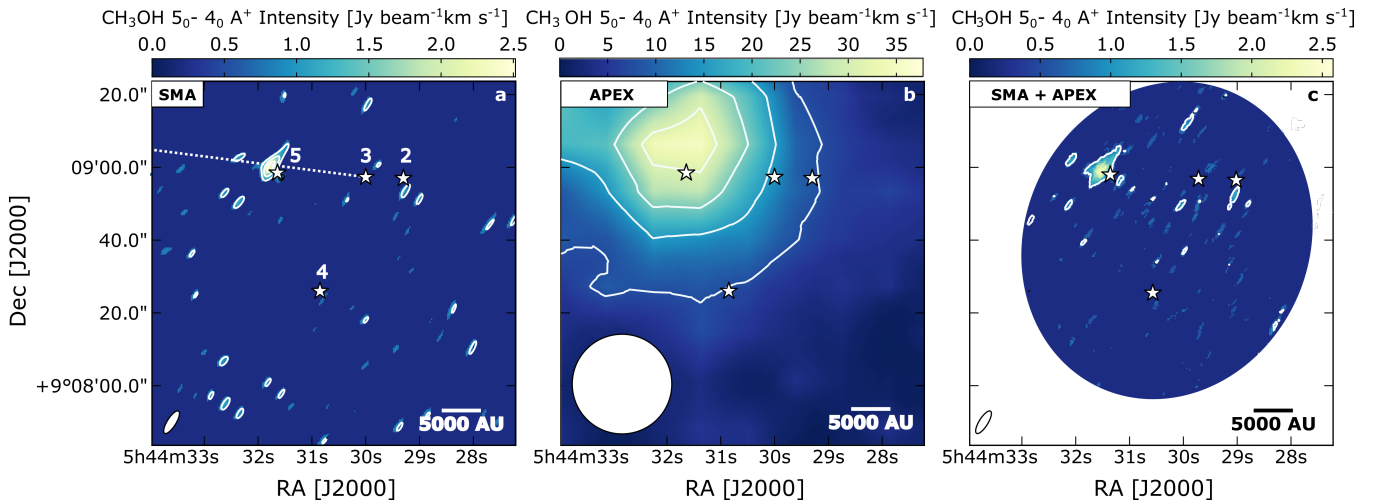 CH₃OH 5₀- 4₀ A⁺ Intensity [Jy beam⁻¹km s⁻¹]
0.0 0.5 1.0 1.5 2.0 2.5
SMA
a
20.0"
09'00.0"
40.0"
20.0"
+9°08'00.0"
5
3
2
4
5000 AU
5h44m33s 32s 31s 30s 29s 28s
RA [J2000]
Dec [J2000]
CH₃ OH 5₀- 4₀ A⁺ Intensity [Jy beam⁻¹km s⁻¹]
0 5 10 15 20 25 30 35
APEX
b
5000 AU
5h44m33s 32s 31s 30s 29s 28s
RA [J2000]
CH₃OH 5₀- 4₀ A⁺ Intensity [Jy beam⁻¹km s⁻¹]
0.0 0.5 1.0 1.5 2.0 2.5
SMA + APEX
c
5000 AU
5h44m33s 32s 31s 30s 29s 28s
RA [J2000]